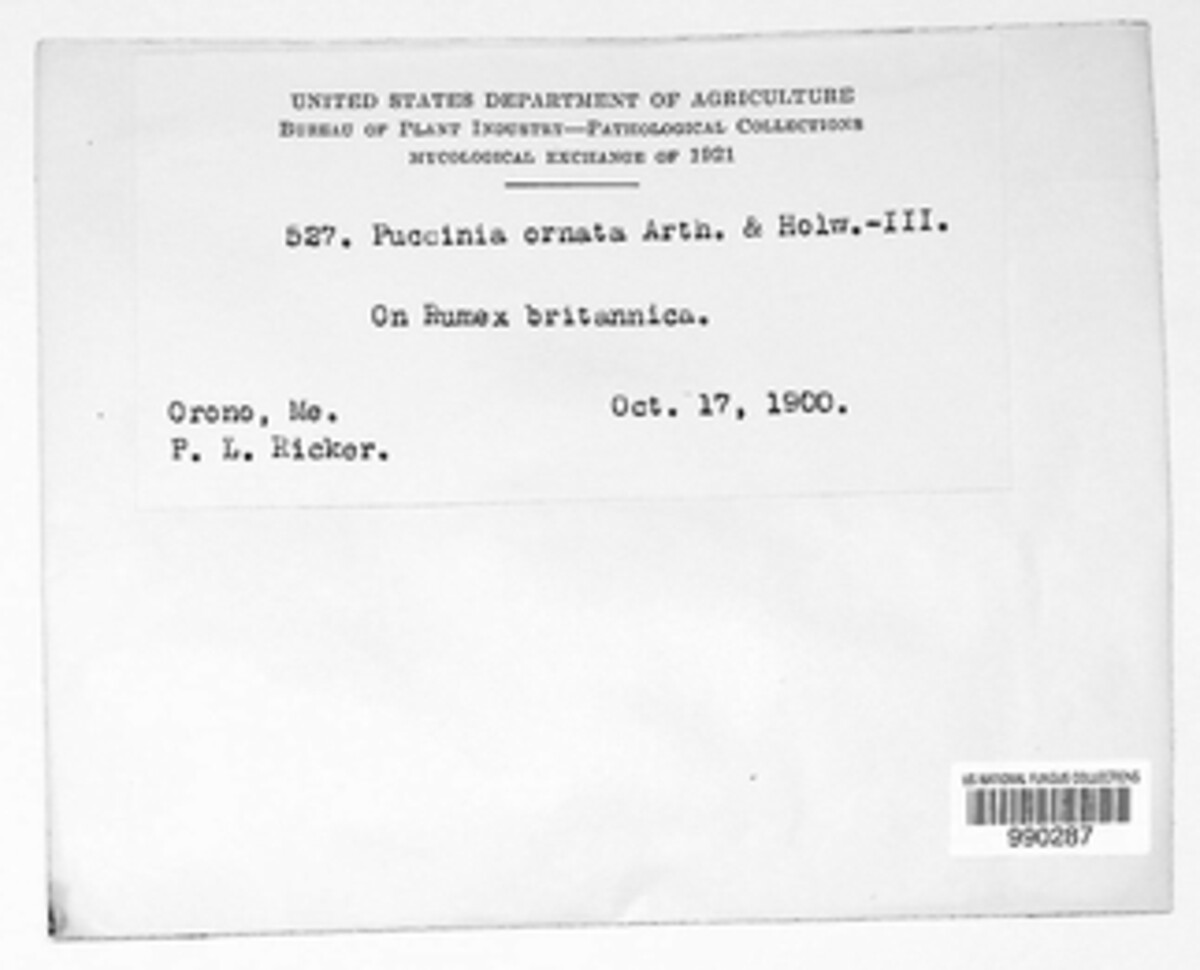 UNITED STATES DEPARTMENT OF AGRICULTURE
BUREAU OF PLANT INDUSTRY—PATHOLOGICAL COLLECTIONS
MYCOLOGICAL EXCHANGE OF 1921
527. Puccinia ornata Arth. & Holw.-III.
On Rumex britannica.
Orono, Me.
Oct. 17, 1900.
P. L. Ricker.
US NATIONAL FUNGUS COLLECTIONS
990287